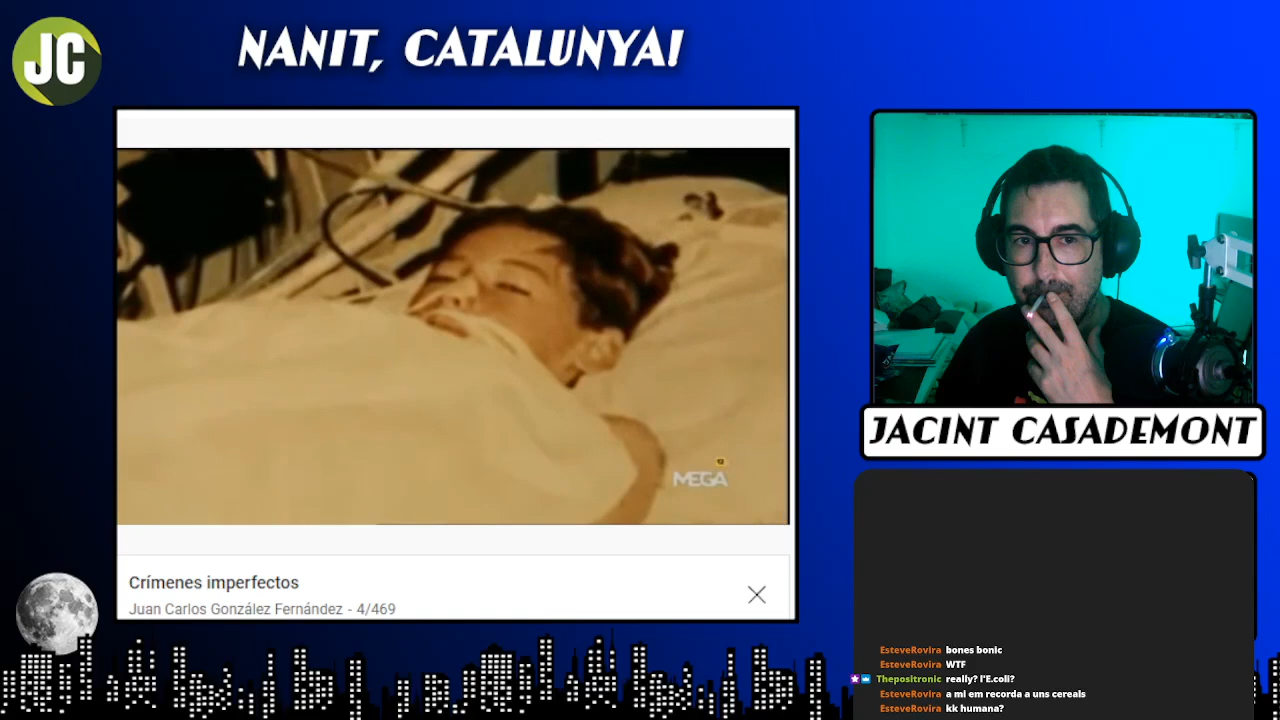 JC
NANIT, CATALUNYA!
MEGA
12
Crímenes imperfectos
Juan Carlos González Fernández - 4/469
JACINT CASADEMONT
EsteveRovira bones bonic
EsteveRovira WTF
Thepositronic really? l'E.coli?
EsteveRovira a mi em recorda a uns cereals
EsteveRovira kk humana?